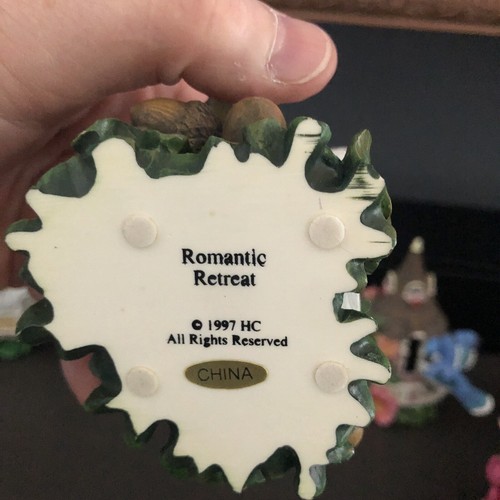 Romantic
Retreat
© 1997 HC
All Rights Reserved
CHINA